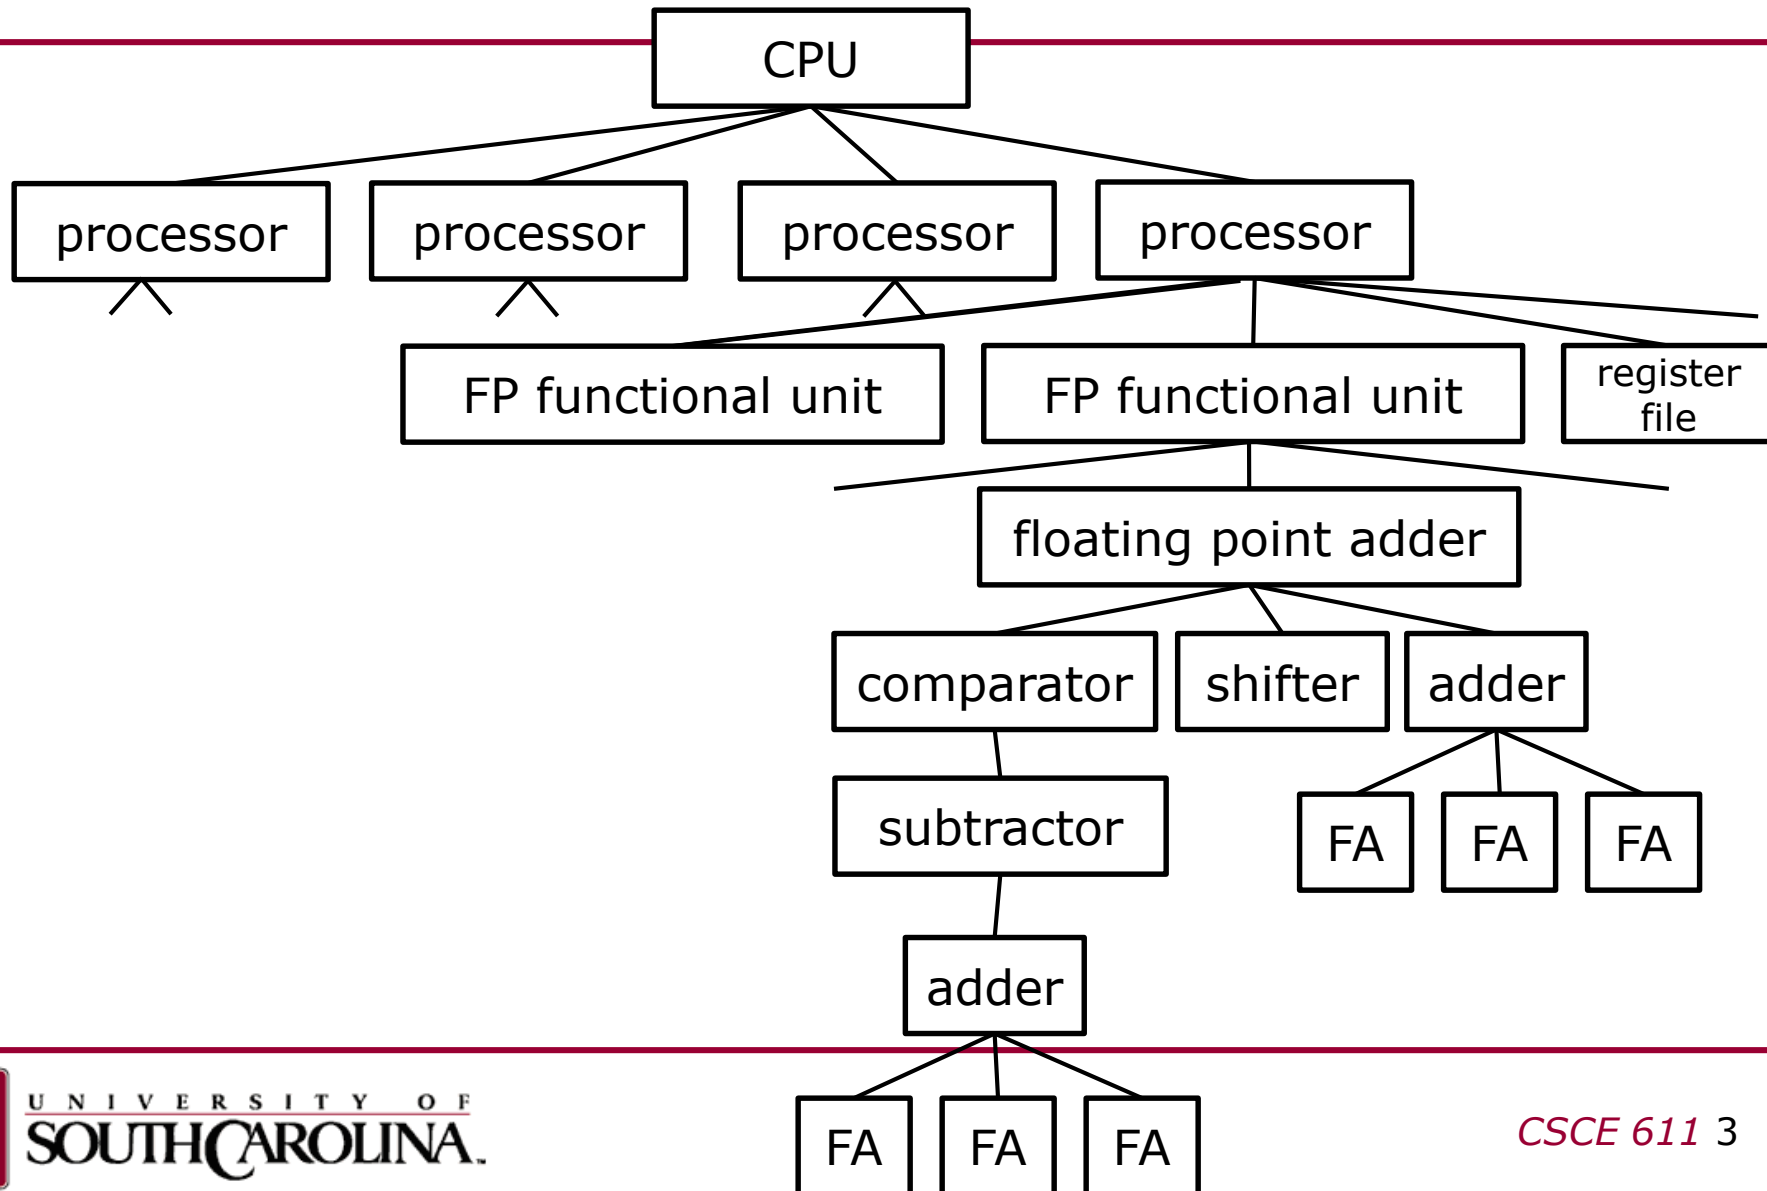 CPU
processor
processor
processor
processor
FP functional unit
FP functional unit
register
file
floating point adder
comparator
shifter
adder
subtractor
FA
FA
FA
adder
FA
FA
FA
UNIVERSITY OF
SOUTH CAROLINA™
CSCE 611 3